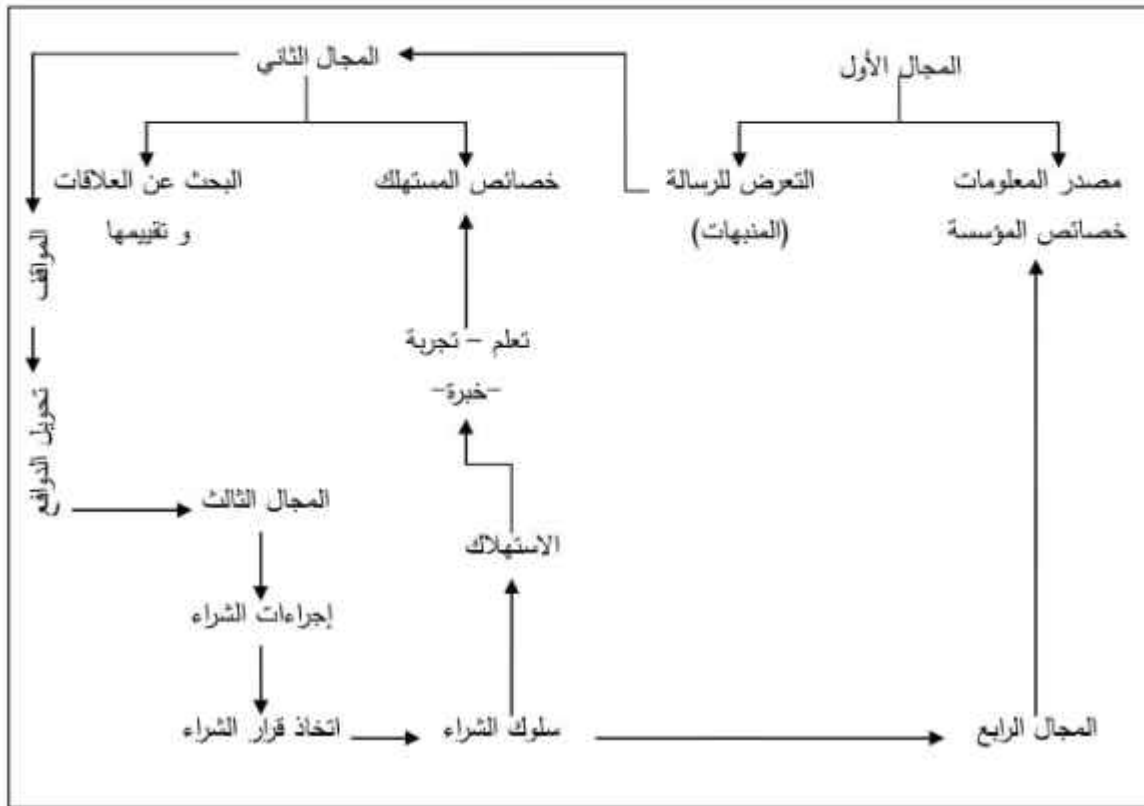 المجال الأول
المجال الثاني
مصدر المعلومات
خصائص المؤسسة
التعرض للرسالة
(المنبهات)
خصائص المستهلك
البحث عن العلاقات
و تقييمها
المواقف
تحويل الدوافع
تعلم – تجربة
-خبرة-
المجال الثالث
الاستهلاك
إجراءات الشراء
اتخاذ قرار الشراء
سلوك الشراء
المجال الرابع